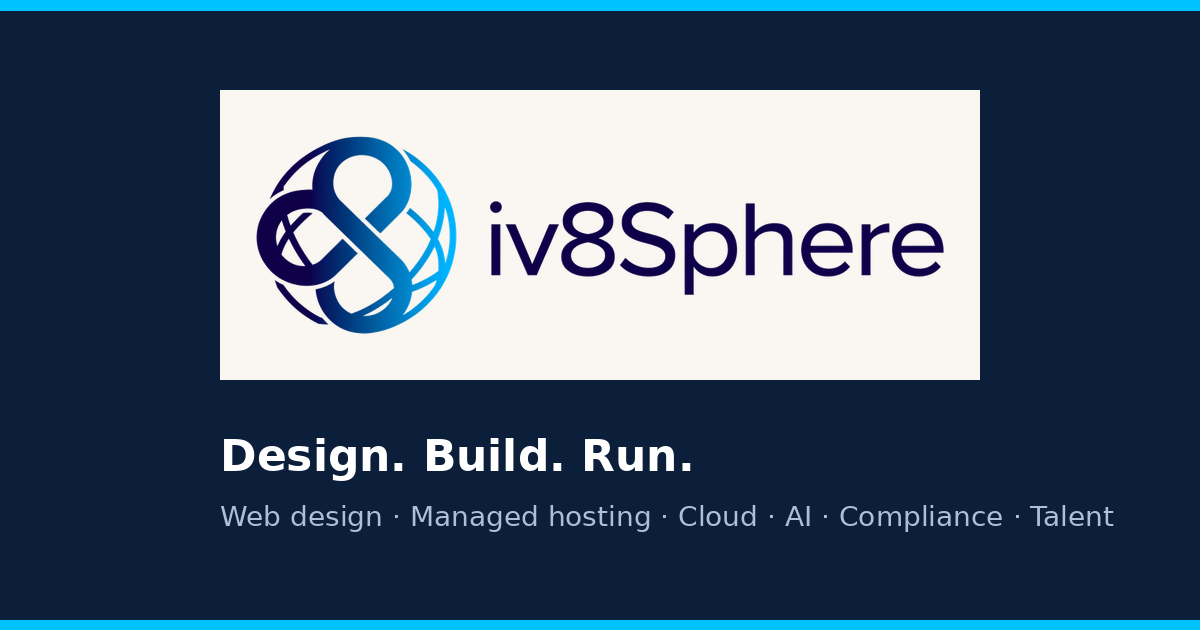 iv8Sphere
Design. Build. Run.
Web design · Managed hosting · Cloud · AI · Compliance · Talent